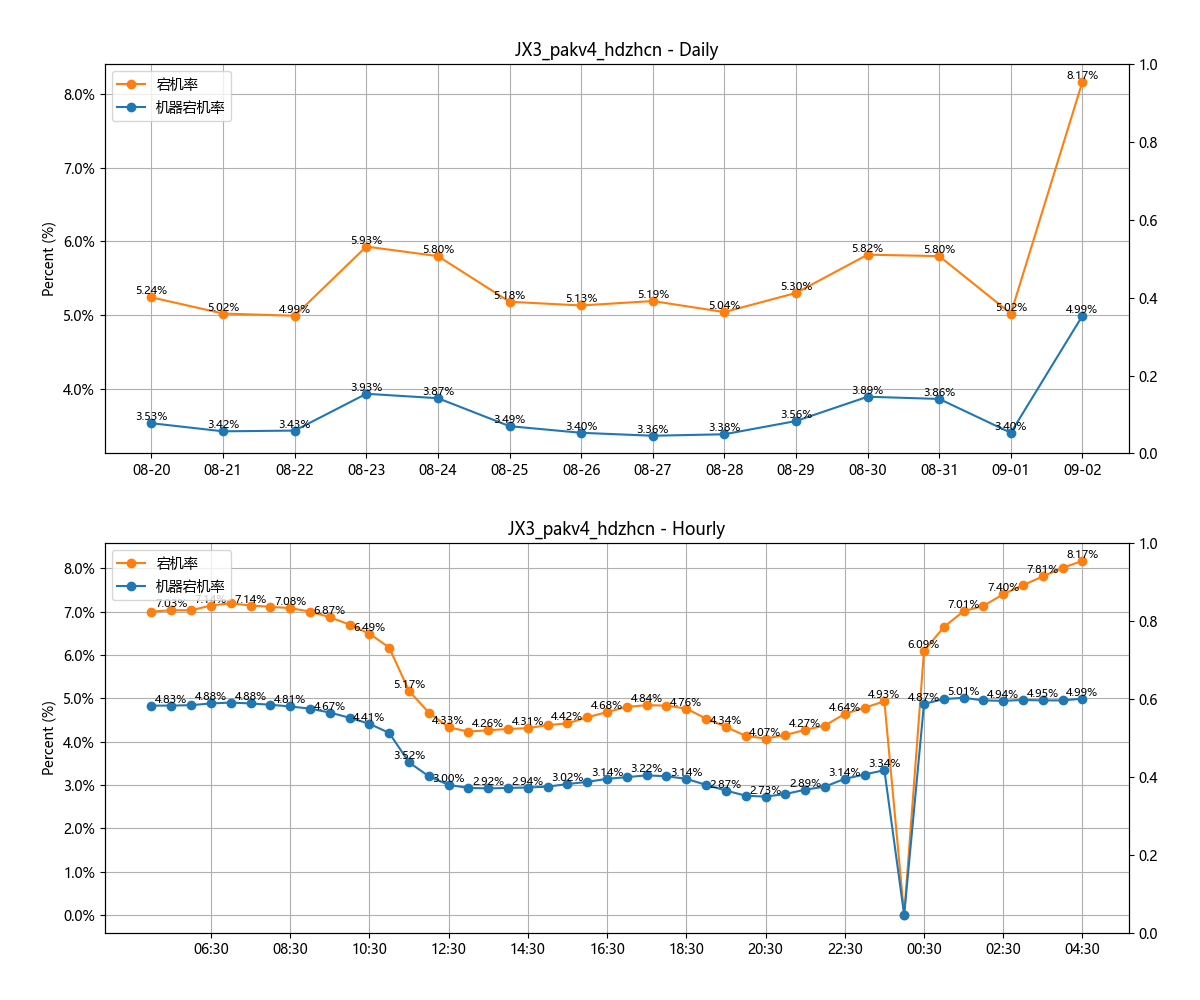 JX3_pakv4_hdzhcn - Daily
宕机率
机器宕机率
Percent (%)
8.0%
7.0%
6.0%
5.0%
4.0%
1.0
0.8
0.6
0.4
0.2
0.0
5.24% 5.02% 4.99% 5.93% 5.80% 5.18% 5.13% 5.19% 5.04% 5.30% 5.82% 5.80% 5.02% 8.17%
3.53% 3.42% 3.43% 3.93% 3.87% 3.49% 3.40% 3.36% 3.38% 3.56% 3.89% 3.86% 3.40% 4.99%
08-20 08-21 08-22 08-23 08-24 08-25 08-26 08-27 08-28 08-29 08-30 08-31 09-01 09-02
JX3_pakv4_hdzhcn - Hourly
宕机率
机器宕机率
Percent (%)
8.0%
7.0%
6.0%
5.0%
4.0%
3.0%
2.0%
1.0%
0.0%
1.0
0.8
0.6
0.4
0.2
0.0
7.03% 7.14% 7.14% 7.08% 6.87% 6.49% 5.17% 4.33% 4.26% 4.31% 4.42% 4.68% 4.84% 4.76% 4.34% 4.07% 4.27% 4.64% 4.93% 6.09% 7.01% 7.40% 7.81% 8.17%
4.83% 4.88% 4.88% 4.81% 4.67% 4.41% 3.52% 3.00% 2.92% 2.94% 3.02% 3.14% 3.22% 3.14% 2.87% 2.73% 2.89% 3.14% 3.34% 4.87% 5.01% 4.94% 4.95% 4.99%
06:30 08:30 10:30 12:30 14:30 16:30 18:30 20:30 22:30 00:30 02:30 04:30